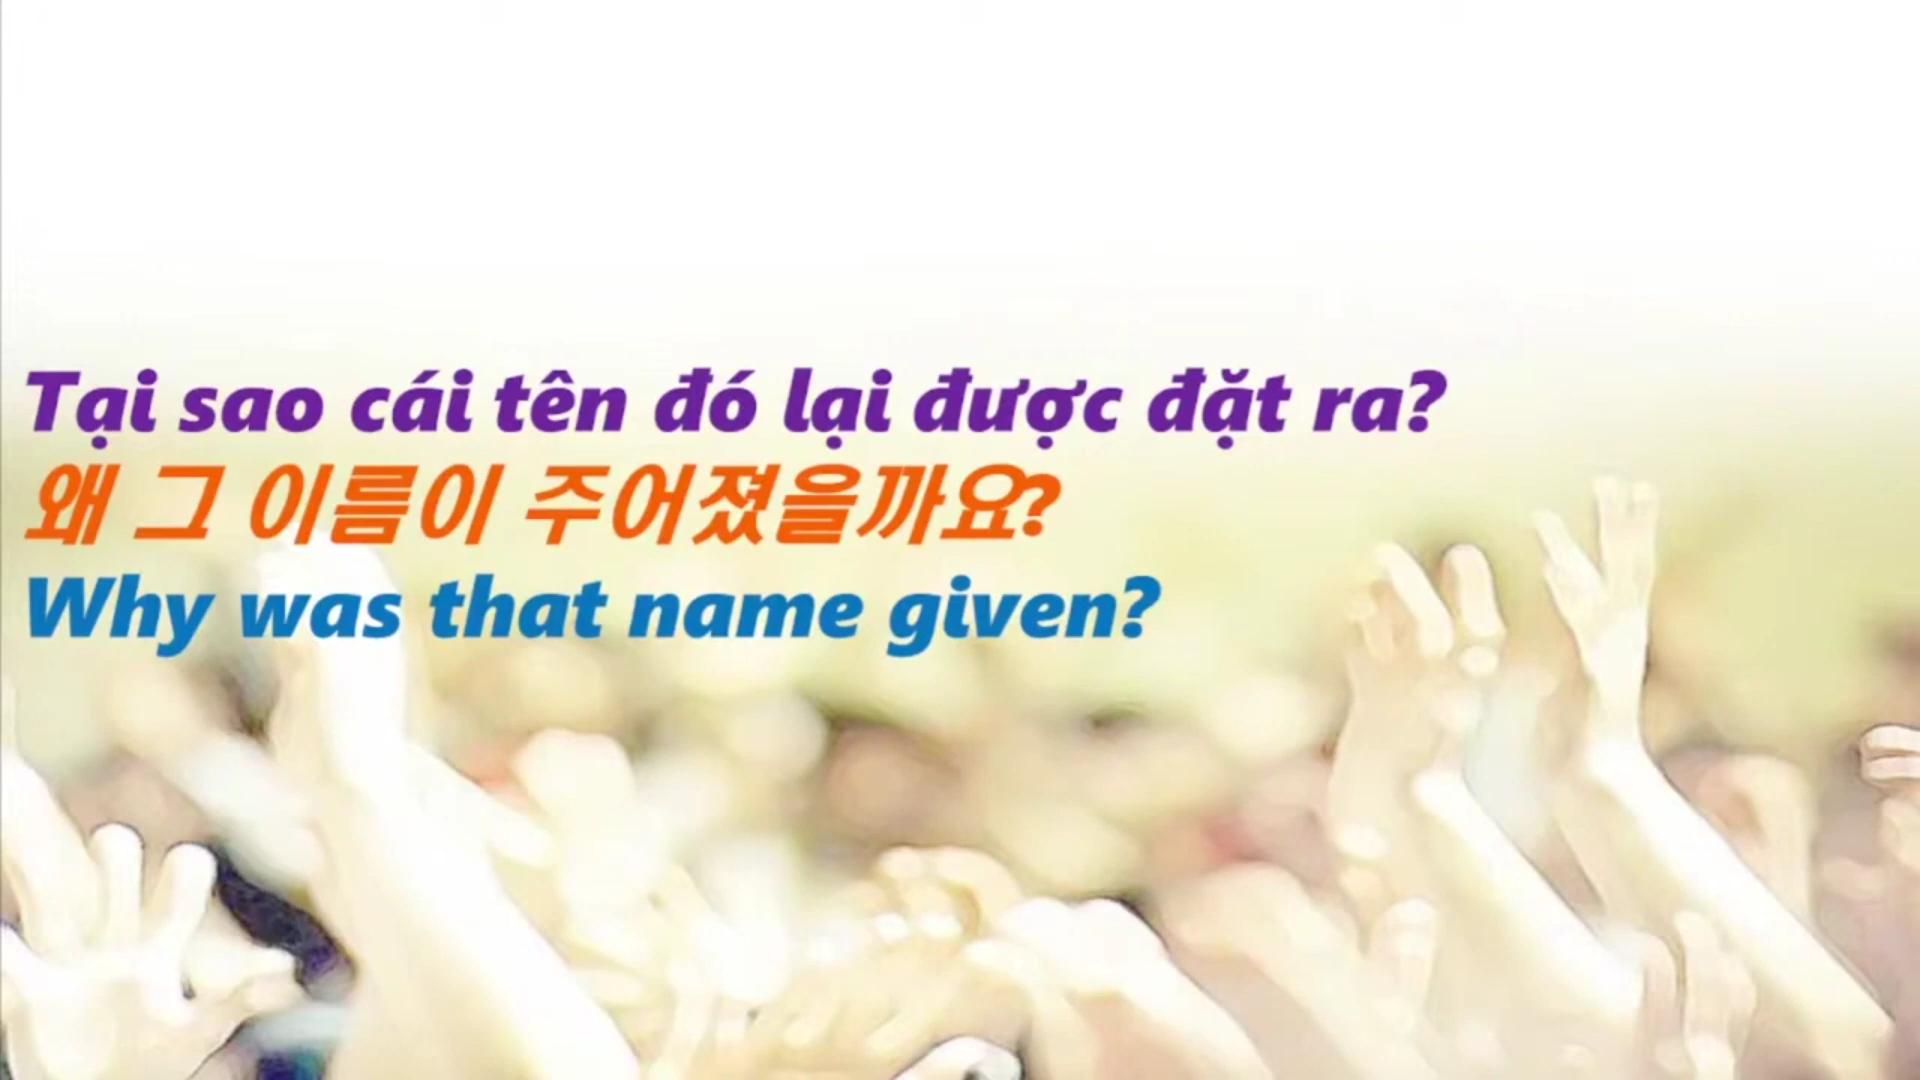 Tại sao cái tên đó lại được đặt ra?
왜 그 이름이 주어졌을까요?
Why was that name given?